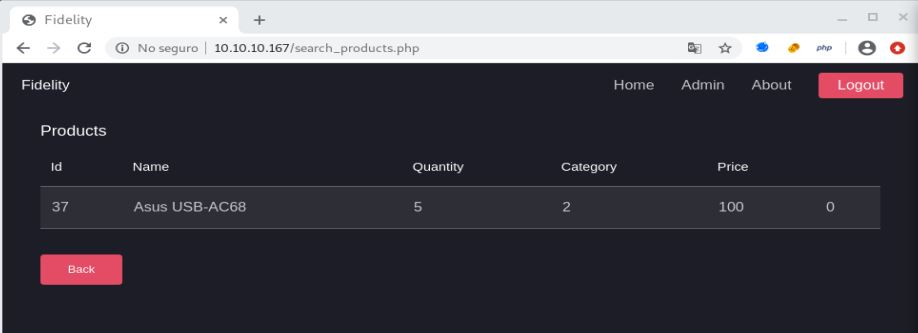 Fidelity
No seguro | 10.10.10.167/search_products.php php
Fidelity Home Admin About Logout
Products
Id Name Quantity Category Price
37 Asus USB-AC68 5 2 100 0
Back